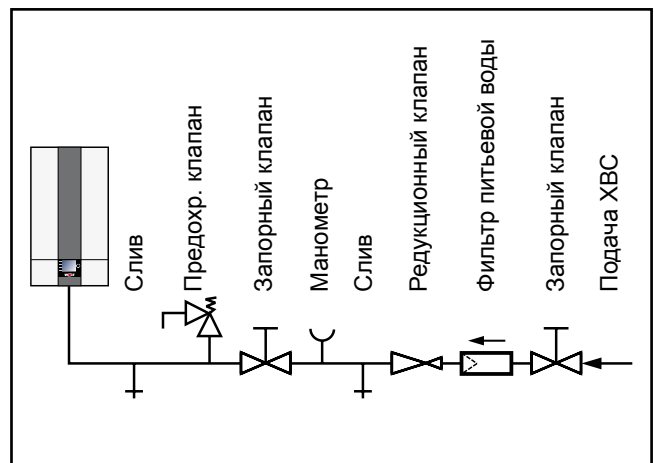 Слив
Предохр. клапан
Запорный клапан
Манометр
Слив
Редукционный клапан
Фильтр питьевой воды
Запорный клапан
Подача ХВС